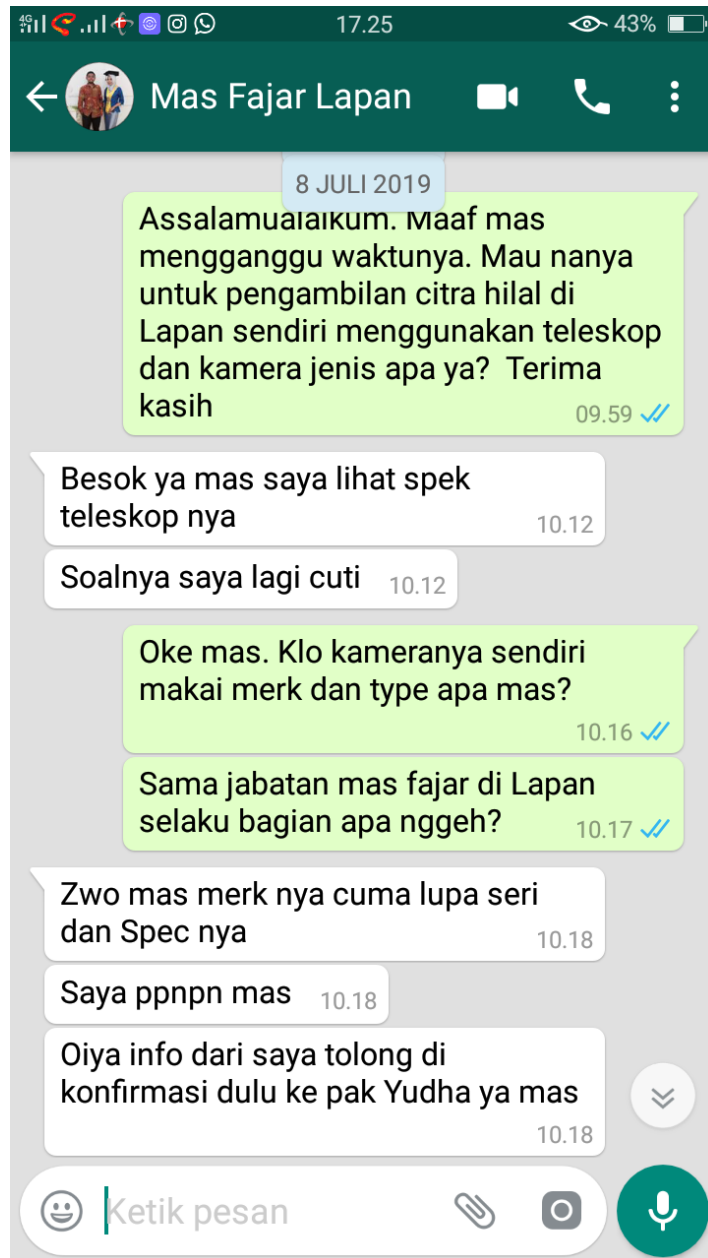 4G
17.25
43%
Mas Fajar Lapan
8 JULI 2019
Assalamualaikum. Maaf mas
mengganggu waktunya. Mau nanya
untuk pengambilan citra hilal di
Lapan sendiri menggunakan teleskop
dan kamera jenis apa ya? Terima
kasih
09.59
Besok ya mas saya lihat spek
teleskop nya
10.12
Soalnya saya lagi cuti
10.12
Oke mas. Klo kameranya sendiri
makai merk dan type apa mas?
10.16
Sama jabatan mas fajar di Lapan
selaku bagian apa nggeh?
10.17
Zwo mas merk nya cuma lupa seri
dan Spec nya
10.18
Saya ppnpn mas
10.18
Oiya info dari saya tolong di
konfirmasi dulu ke pak Yudha ya mas
10.18
Ketik pesan